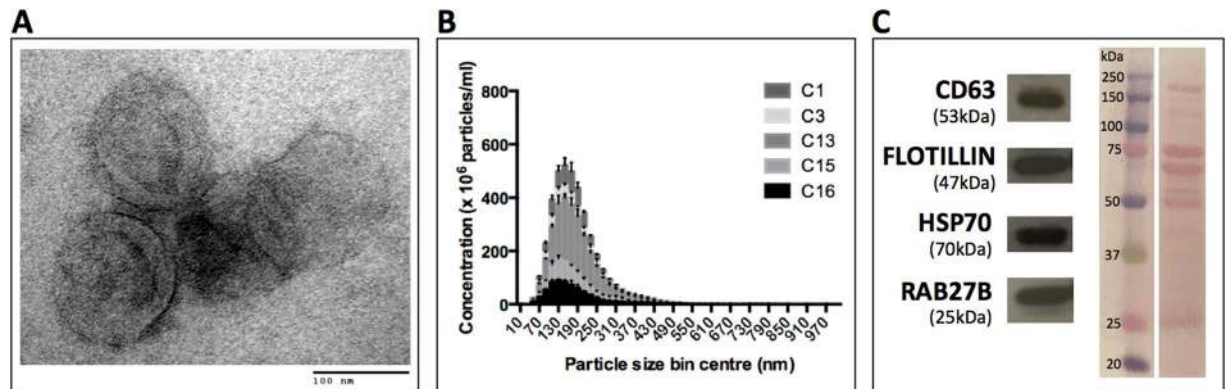 A
100 nm
B
Concentration (x 10⁶ particles/ml)
800
600
400
200
0
C1
C3
C13
C15
C16
10
70
130
190
250
310
370
430
490
550
610
670
730
790
850
910
970
Particle size bin centre (nm)
C
CD63
(53kDa)
FLOTILLIN
(47kDa)
HSP70
(70kDa)
RAB27B
(25kDa)
kDa
250
150
100
75
50
37
25
20